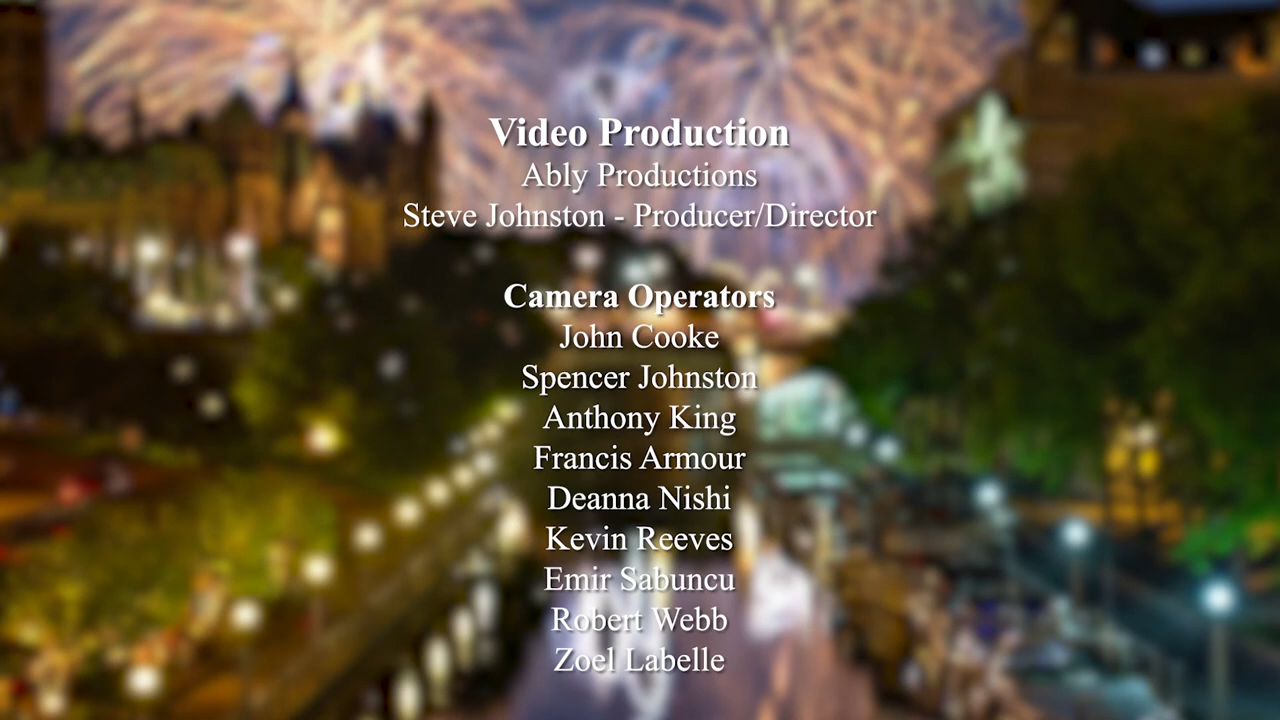 Video Production
Ably Productions
Steve Johnston - Producer/Director
Camera Operators
John Cooke
Spencer Johnston
Anthony King
Francis Armour
Deanna Nishi
Kevin Reeves
Emir Sabuncu
Robert Webb
Zoel Labelle